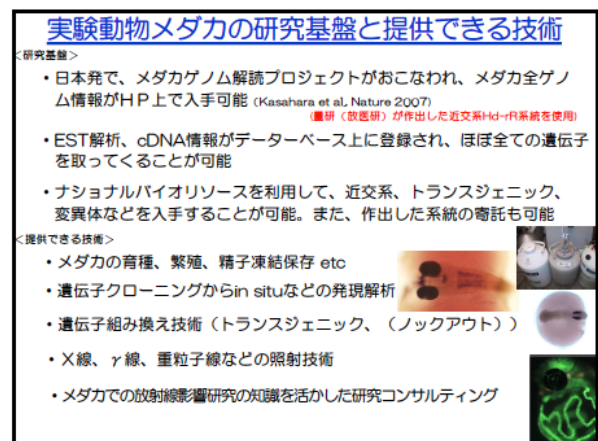 実験動物メダカの研究基盤と提供できる技術
＜研究基盤＞
・日本発で、メダカゲノム解読プロジェクトがおこなわれ、メダカ全ゲノ
ム情報がＨＰ上で入手可能 (Kasahara et al, Nature 2007)
研（放医研）が作出した近交系Hd-rR系統を使用)
・EST解析、cDNA情報がデーターベース上に登録され、ほぼ全ての遺伝子
を取ってくることが可能
・ナショナルバイオリソースを利用して、近交系、トランスジェニック、
変異体などを入手することが可能。また、作出した系統の寄託も可能
＜提供できる技術＞
・メダカの育種、繁殖、精子凍結保存 etc
・遺伝子クローニングからin situなどの発現解析
・遺伝子組み換え技術（トランスジェニック、（ノックアウト））
・X線、γ線、重粒子線などの照射技術
・メダカでの放射線影響研究の知識を活かした研究コンサルティング